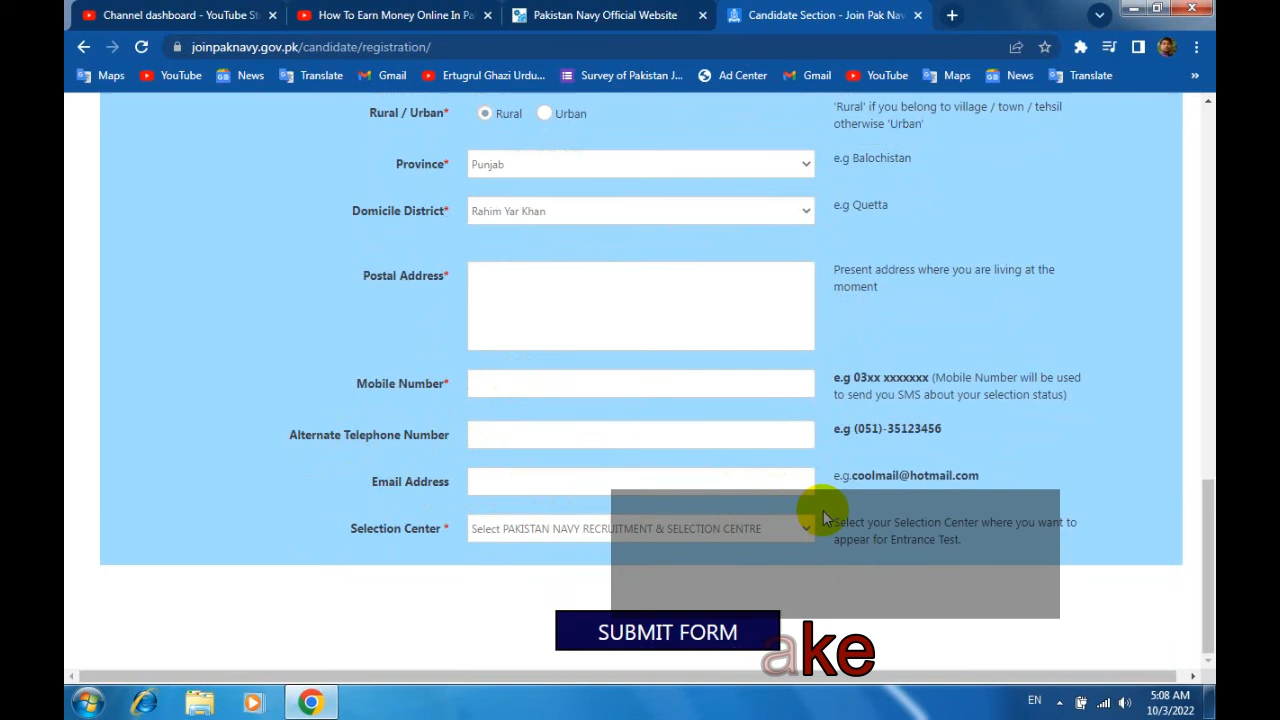 Channel dashboard - YouTube St
How To Earn Money Online In Pa
Pakistan Navy Official Website
Candidate Section - Join Pak Nav
joinpaknavy.gov.pk/candidate/registration/
Maps
YouTube
News
Translate
Gmail
Ertugrul Ghazi Urdu...
Survey of Pakistan J...
Ad Center
Gmail
YouTube
Maps
News
Translate
»
Rural / Urban* Rural Urban
'Rural' if you belong to village / town / tehsil
otherwise 'Urban'
Province* Punjab e.g Balochistan
Domicile District* Rahim Yar Khan e.g Quetta
Postal Address*
Present address where you are living at the
moment
Mobile Number*
e.g 03xx xxxxxxx (Mobile Number will be used
to send you SMS about your selection status)
Alternate Telephone Number e.g (051)-35123456
Email Address e.g.coolmail@hotmail.com
Selection Center * Select PAKISTAN NAVY RECRUITMENT & SELECTION CENTRE
Select your Selection Center where you want to
appear for Entrance Test.
SUBMIT FORM
ake
EN
5:08 AM
10/3/2022